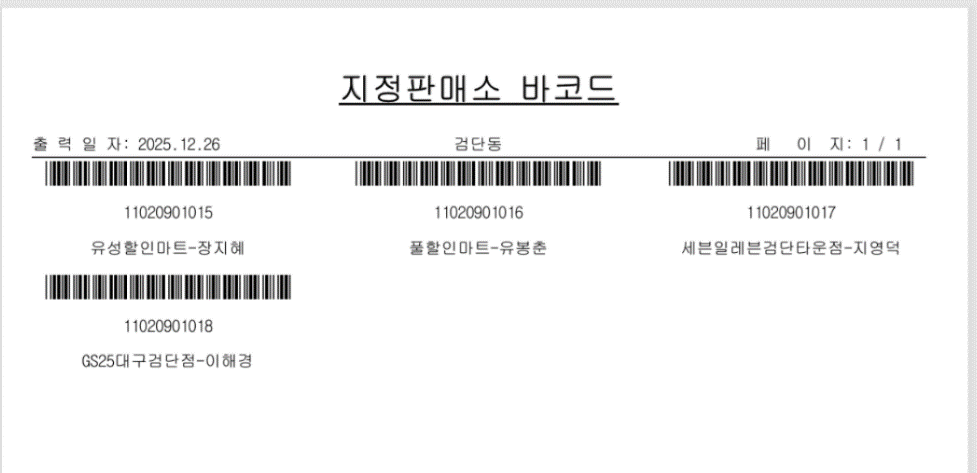 지정판매소 바코드
출 력 일 자: 2025.12.26 검단동 페 이 지: 1 / 1
11020901015 11020901016 11020901017
유성할인마트-장지혜 풀할인마트-유봉춘 세븐일레븐검단타운점-지영덕
11020901018
GS25대구검단점-이해경